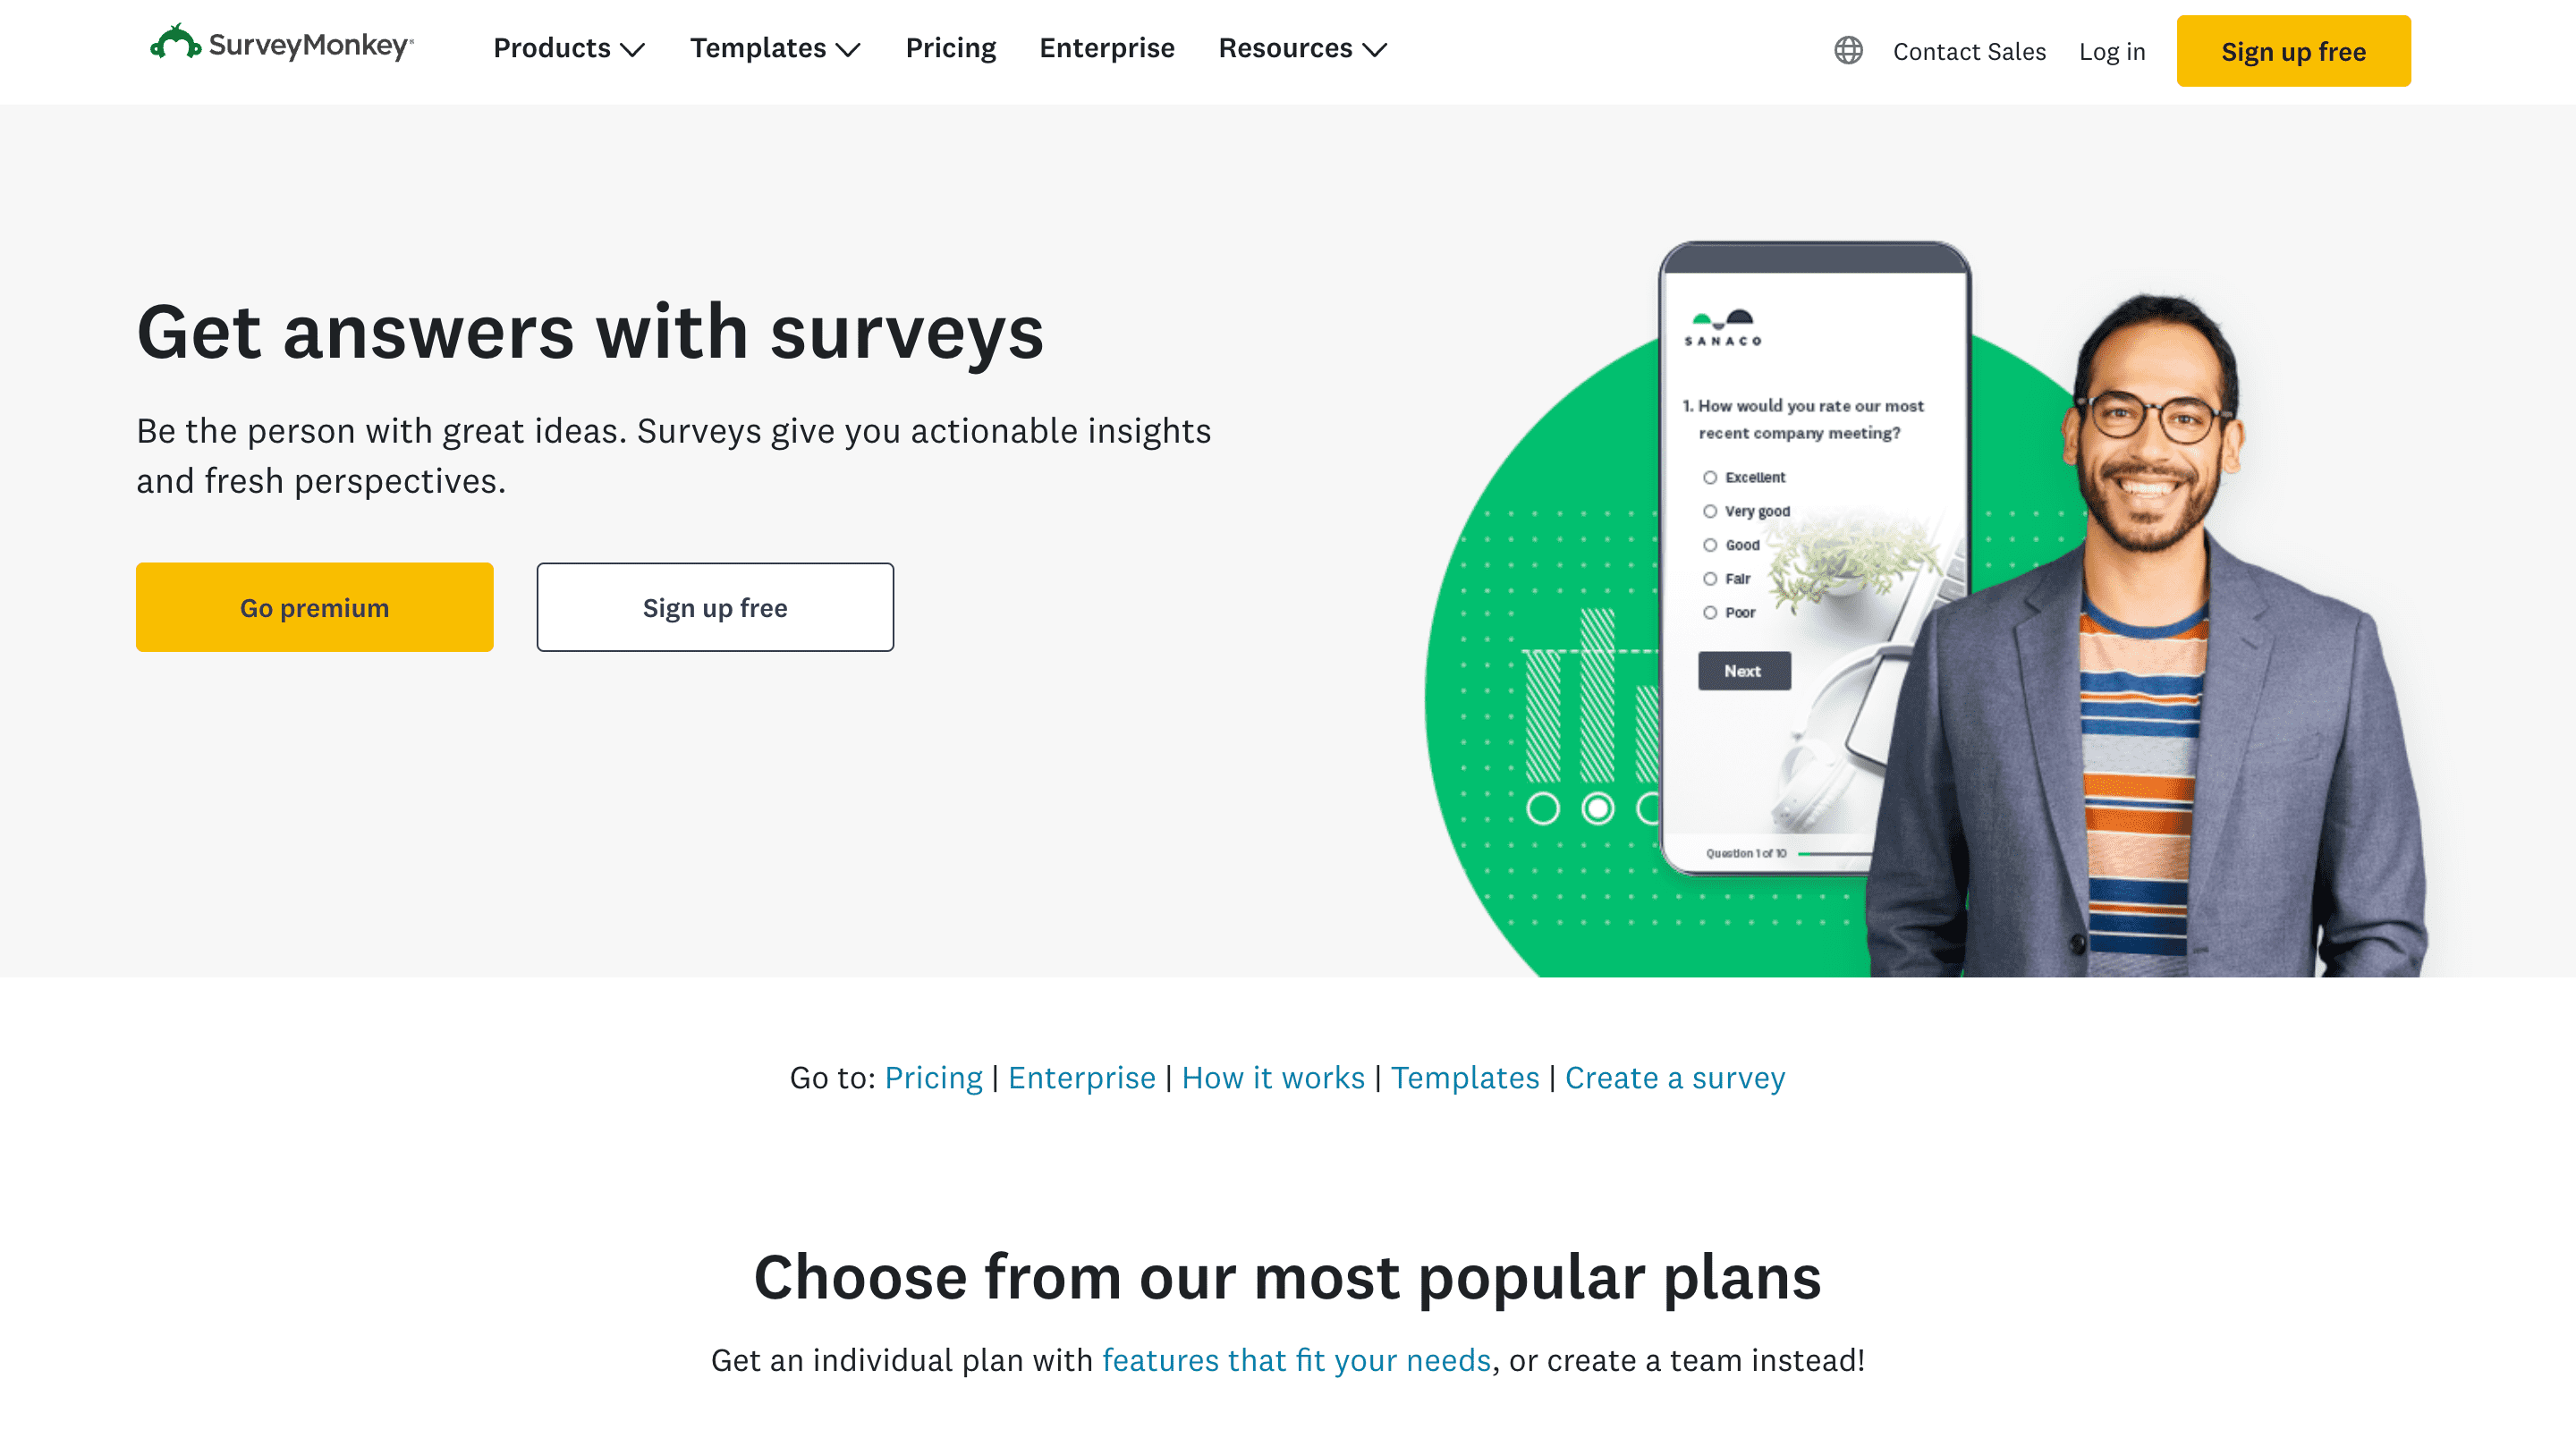 SurveyMonkey®
Products
Templates
Pricing
Enterprise
Resources
Contact Sales
Log in
Sign up free
Get answers with surveys
Be the person with great ideas. Surveys give you actionable insights
and fresh perspectives.
Go premium
Sign up free
SANACO
1. How would you rate our most
recent company meeting?
Excellent
Very good
Good
Fair
Poor
Next
Question 1 of 10
Go to: Pricing | Enterprise | How it works | Templates | Create a survey
Choose from our most popular plans
Get an individual plan with features that fit your needs, or create a team instead!